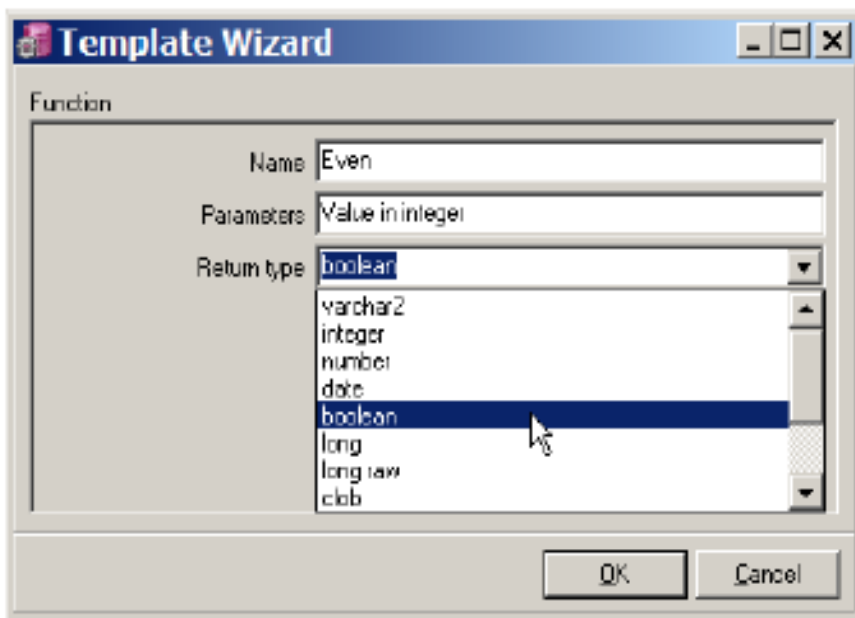 Template Wizard
Function
Name Even
Parameters Value in integer
Return type boolean
varchar2
integer
number
date
boolean
long
long raw
clob
OK Cancel